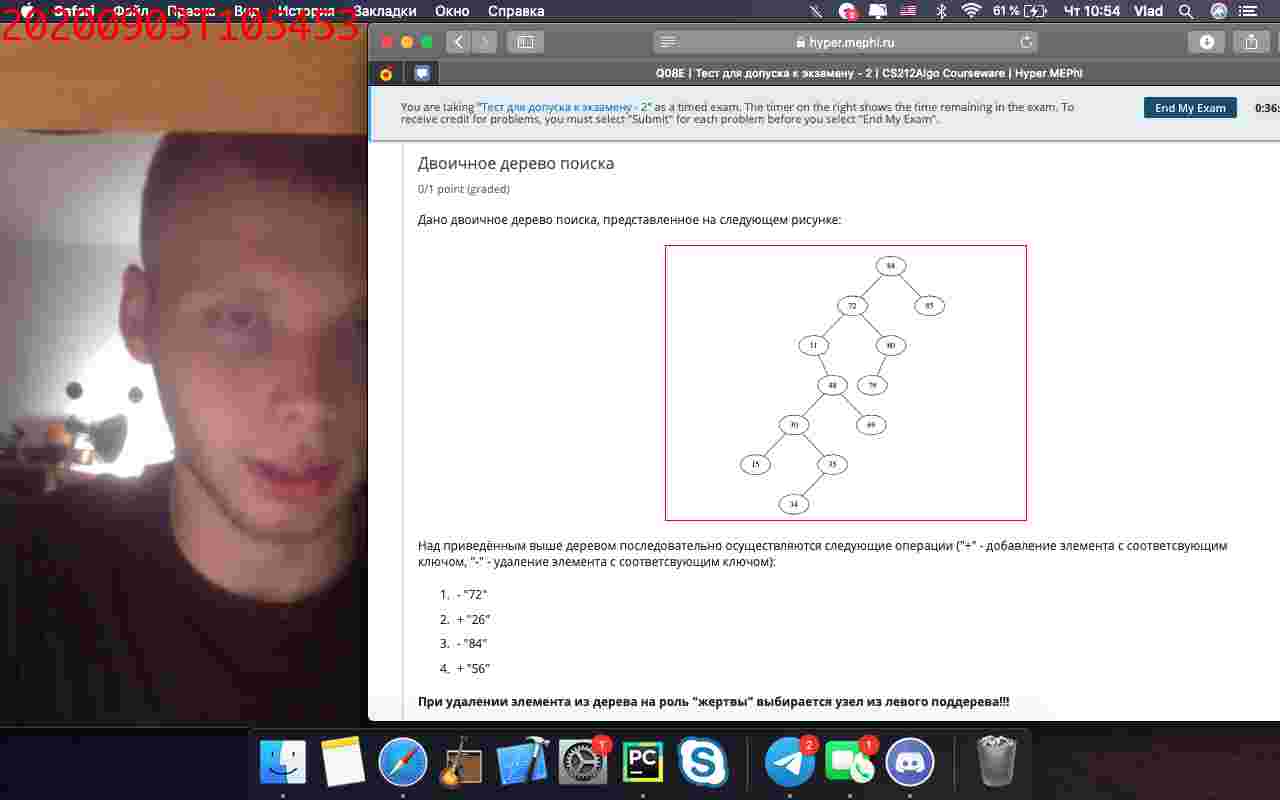 Safari Файл Правка Вид История Закладки Окно Справка 61 % Чт 10:54 Vlad
20200903T105453
hyper.mephi.ru
Q08E | Тест для допуска к экзамену - 2 | CS212Algo Courseware | Hyper.MEPhI
You are taking "Тест для допуска к экзамену - 2" as a timed exam. The timer on the right shows the time remaining in the exam. To
receive credit for problems, you must select "Submit" for each problem before you select "End My Exam".
End My Exam
0:36:
Двоичное дерево поиска
0/1 point (graded)
Дано двоичное дерево поиска, представленное на следующем рисунке:
84
72
11
80
48
79
15
35
34
Над приведённым выше деревом последовательно осуществляются следующие операции ("+" - добавление элемента с соответсвующим
ключом, "-" - удаление элемента с соответсвующим ключом):
1. - "72"
2. + "26"
3. - "84"
4. + "56"
При удалении элемента из дерева на роль "жертвы" выбирается узел из левого поддерева!!!
1
PC
2
1